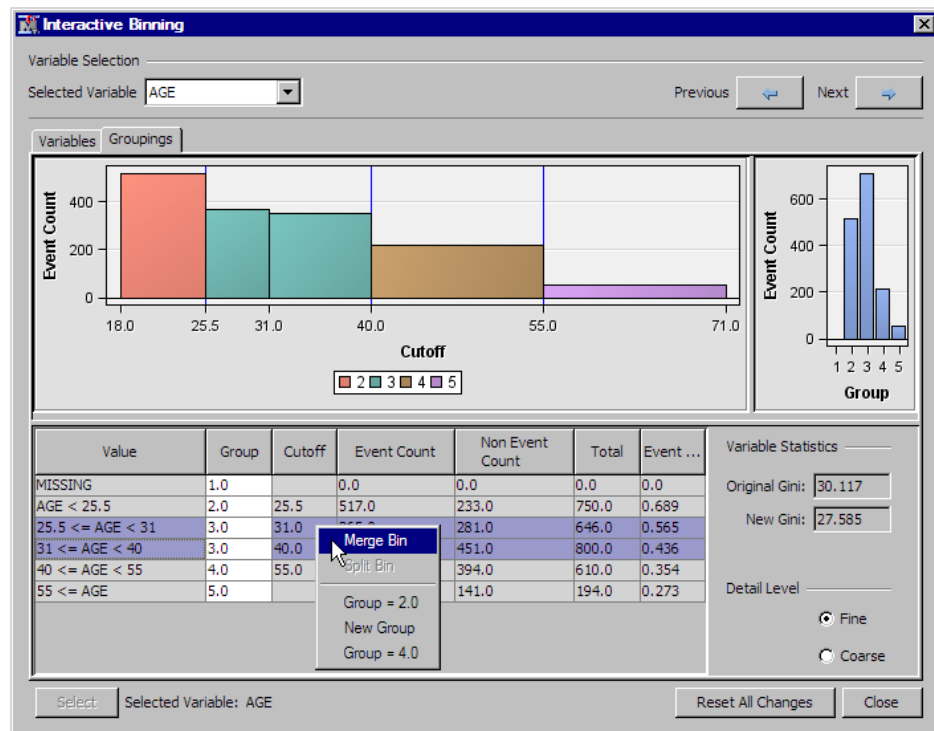 Interactive Binning
Variable Selection
Selected Variable AGE Previous Next
Variables Groupings
Event Count
400
200
0
18.0 25.5 31.0 40.0 55.0 71.0
Cutoff
2 3 4 5
Event Count
600
400
200
0
1 2 3 4 5
Group
Value Group Cutoff Event Count Non Event Count Total Event ...
MISSING 1.0 0.0 0.0 0.0 0.0
AGE < 25.5 2.0 25.5 517.0 233.0 750.0 0.689
25.5 <= AGE < 31 3.0 31.0 281.0 646.0 0.565
31 <= AGE < 40 3.0 40.0 451.0 800.0 0.436
40 <= AGE < 55 4.0 55.0 394.0 610.0 0.354
55 <= AGE 5.0 141.0 194.0 0.273
Merge Bin
Split Bin
Group = 2.0
New Group
Group = 4.0
Variable Statistics
Original Gini: 30.117
New Gini: 27.585
Detail Level
Fine
Coarse
Select Selected Variable: AGE Reset All Changes Close